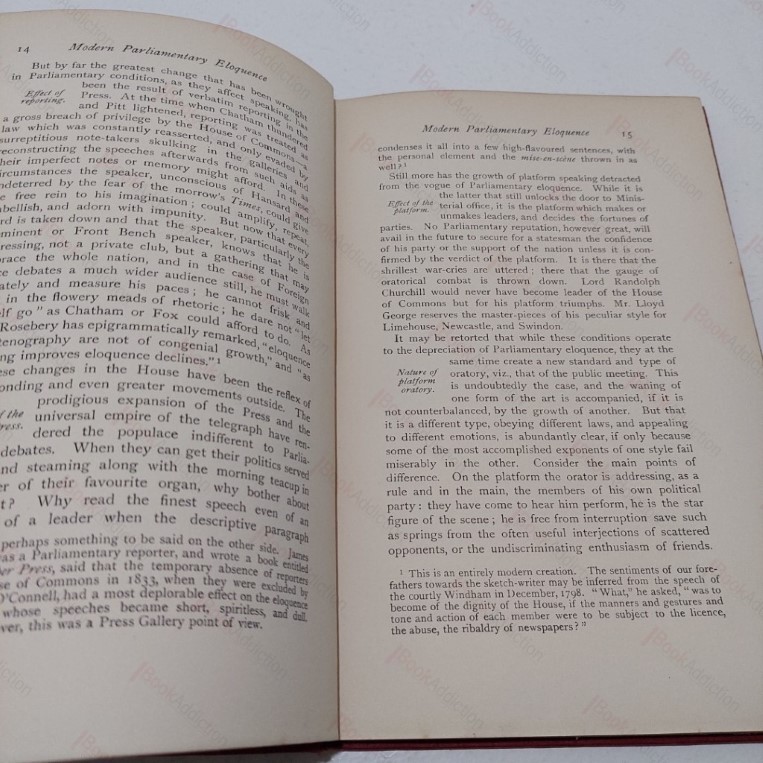 14 Modern Parliamentary Eloquence
But by far the greatest change that has been wrought
in Parliamentary conditions, as they affect speaking, has
Effect of reporting.
been the result of verbatim reporting in the
Press. At the time when Chatham thundered
and Pitt lightened, reporting was treated as
a gross breach of privilege by the House of Commons, a
law which was constantly reasserted, and only evaded by
surreptitious note-takers skulking in the galleries and
reconstructing the speeches afterwards from such aids, as
their imperfect notes or memory might afford. In these
circumstances the speaker, unconscious of Hansard and
undeterred by the fear of the morrow's Times, could give
free rein to his imagination; could amplify, repeat,
embellish, and adorn with impunity. But now that every
rd is taken down and that the speaker, particularly the
minent or Front Bench speaker, knows that he is
ressing, not a private club, but a gathering that may
race the whole nation, and in the case of Foreign
e debates a much wider audience still, he must walk
ately and measure his paces; he cannot frisk and
in the flowery meads of rhetoric; he dare not "let
elf go" as Chatham or Fox could afford to do. As
Rosebery has epigrammatically remarked, "eloquence
stenography are not of congenial growth," and "as
ing improves eloquence declines." 1
ese changes in the House have been the reflex of
onding and even greater movements outside. The
f the ress.
prodigious expansion of the Press and the
universal empire of the telegraph have ren-
dered the populace indifferent to Parlia-
debates. When they can get their politics served
nd steaming along with the morning teacup in
er of their favourite organ, why bother about
t? Why read the finest speech even of an
of a leader when the descriptive paragraph
perhaps something to be said on the other side. James
as a Parliamentary reporter, and wrote a book entitled
er Press, said that the temporary absence of reporters
se of Commons in 1833, when they were excluded by
O'Connell, had a most deplorable effect on the eloquence
whose speeches became short, spiritless, and dull.
ver, this was a Press Gallery point of view.
Modern Parliamentary Eloquence 15
condenses it all into a few high-flavoured sentences, with
the personal element and the mise-en-scène thrown in as
well? 1
Still more has the growth of platform speaking detracted
from the vogue of Parliamentary eloquence. While it is
Effect of the platform.
the latter that still unlocks the door to Minis-
terial office, it is the platform which makes or
unmakes leaders, and decides the fortunes of
parties. No Parliamentary reputation, however great, will
avail in the future to secure for a statesman the confidence
of his party or the support of the nation unless it is con-
firmed by the verdict of the platform. It is there that the
shrillest war-cries are uttered; there that the gauge of
oratorical combat is thrown down. Lord Randolph
Churchill would never have become leader of the House
of Commons but for his platform triumphs. Mr. Lloyd
George reserves the master-pieces of his peculiar style for
Limehouse, Newcastle, and Swindon.
It may be retorted that while these conditions operate
to the depreciation of Parliamentary eloquence, they at the
Nature of platform oratory.
same time create a new standard and type of
oratory, viz., that of the public meeting. This
is undoubtedly the case, and the waning of
one form of the art is accompanied, if it is
not counterbalanced, by the growth of another. But that
it is a different type, obeying different laws, and appealing
to different emotions, is abundantly clear, if only because
some of the most accomplished exponents of one style fail
miserably in the other. Consider the main points of
difference. On the platform the orator is addressing, as a
rule and in the main, the members of his own political
party: they have come to hear him perform, he is the star
figure of the scene; he is free from interruption save such
as springs from the often useful interjections of scattered
opponents, or the undiscriminating enthusiasm of friends.
1 This is an entirely modern creation. The sentiments of our fore-
fathers towards the sketch-writer may be inferred from the speech of
the courtly Windham in December, 1798. "What," he asked, "was to
become of the dignity of the House, if the manners and gestures and
tone and action of each member were to be subject to the licence,
the abuse, the ribaldry of newspapers?"
BookAddiction